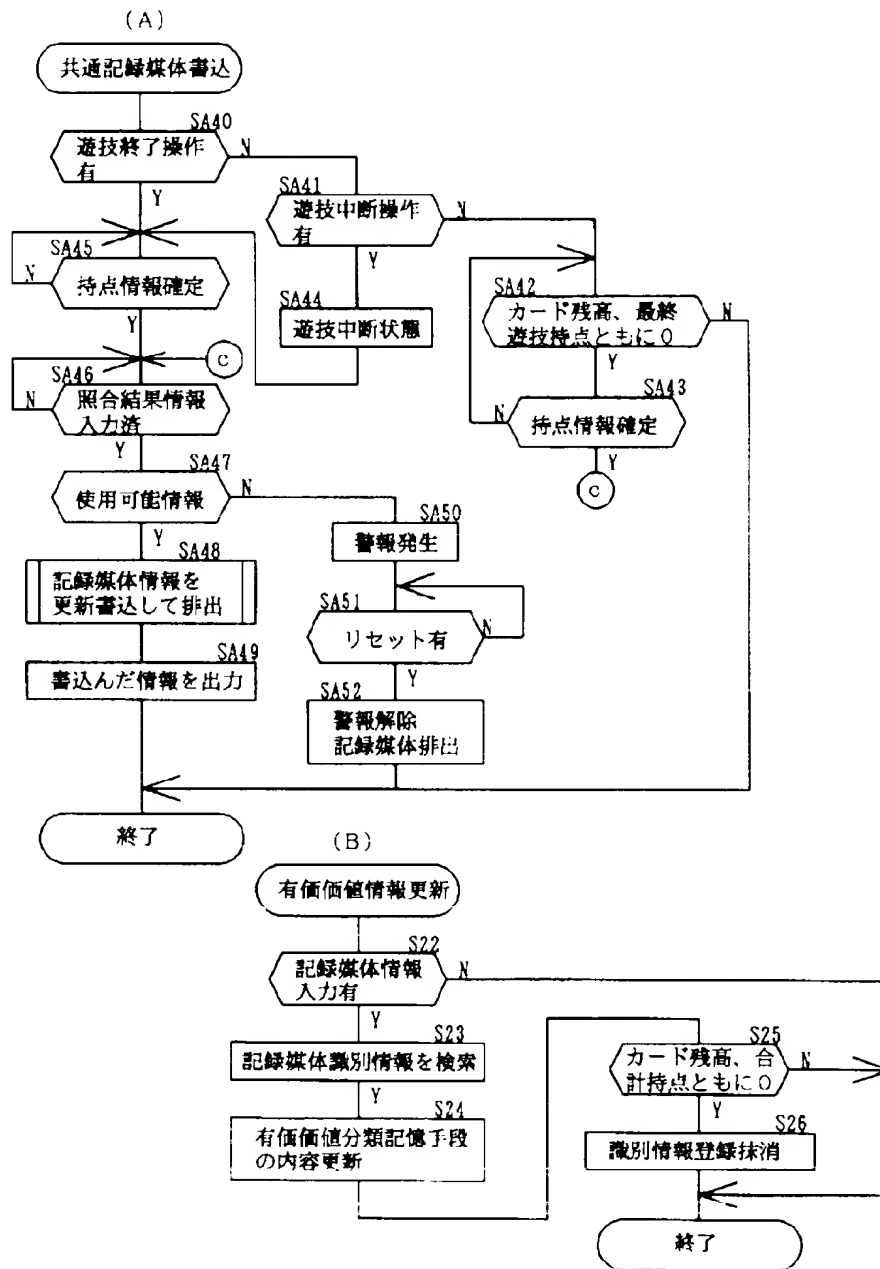 (A)
共通記録媒体書込
SA40
遊技終了操作
有
N
Y
SA41
遊技中断操作
有
N
Y
SA45
持点情報確定
N
Y
SA44
遊技中断状態
SA42
カード残高、最終
遊技持点ともに0
N
Y
SA43
持点情報確定
N
Y
C
C
SA46
照合結果情報
入力済
N
Y
SA47
使用可能情報
N
Y
SA48
記録媒体情報を
更新書込して排出
SA49
書込んだ情報を出力
SA50
警報発生
SA51
リセット有
N
Y
SA52
警報解除
記録媒体排出
終了
(B)
有価価値情報更新
S22
記録媒体情報
入力有
N
Y
S23
記録媒体識別情報を検索
Y
S24
有価価値分類記憶手段
の内容更新
S25
カード残高、合
計持点ともに0
N
Y
S26
識別情報登録抹消
終了